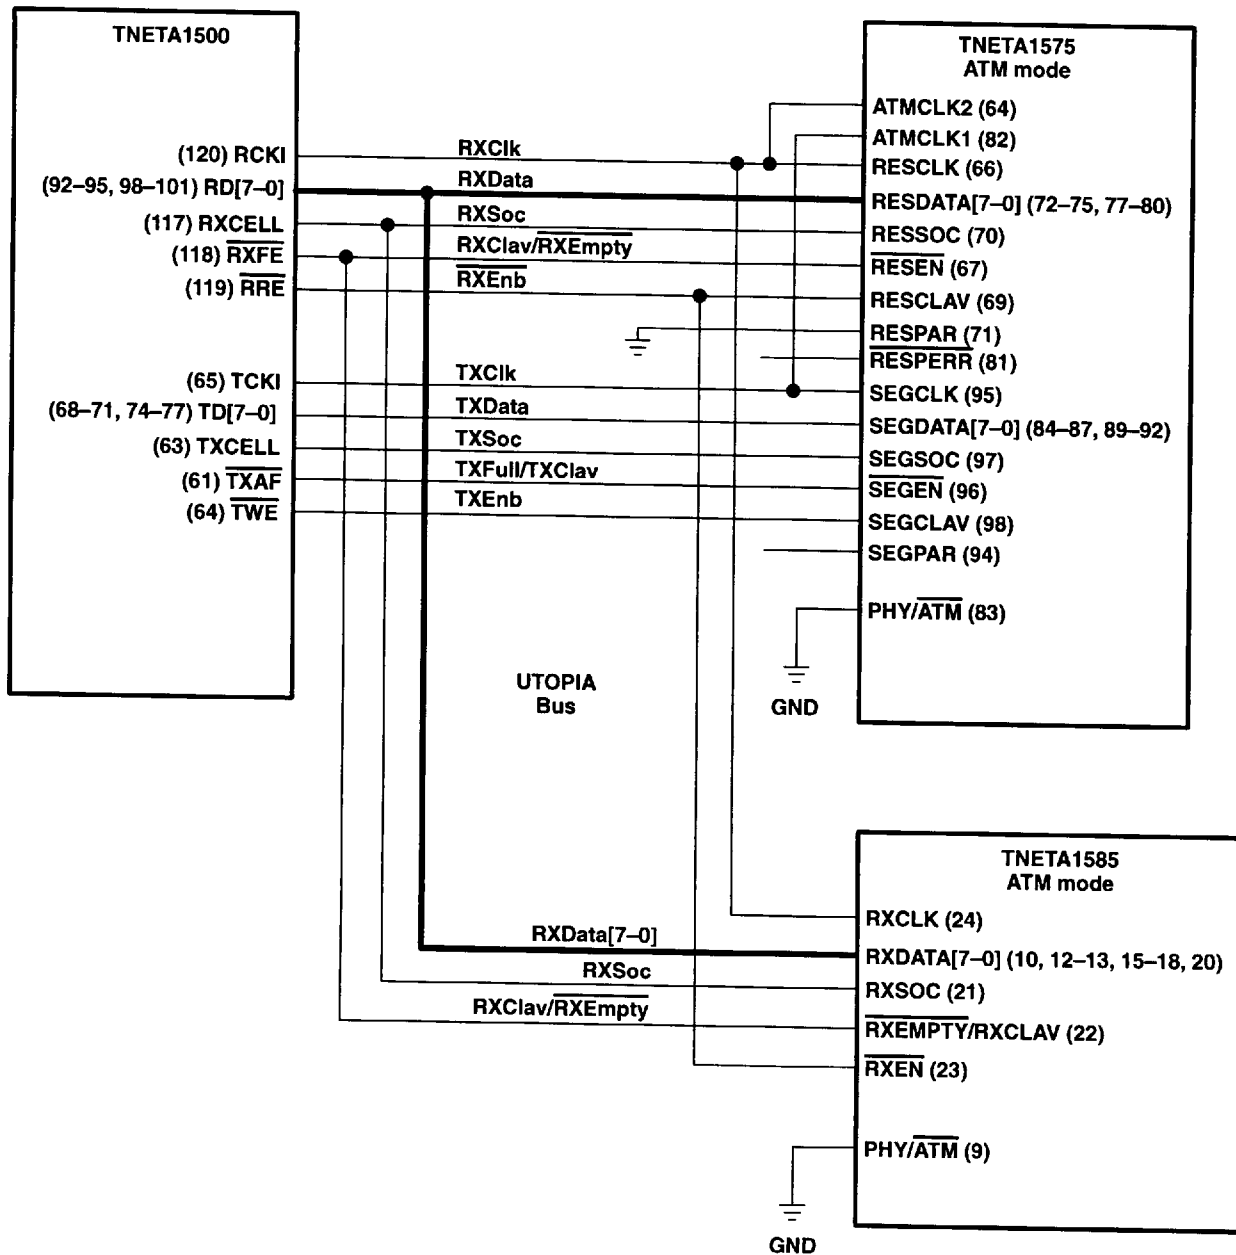 TNETA1500
(120) RCKI
(92–95, 98–101) RD[7–0]
(117) RXCELL
(118) RXFE
(119) RRE
(65) TCKI
(68–71, 74–77) TD[7–0]
(63) TXCELL
(61) TXAF
(64) TWE
RXClk
RXData
RXSoc
RXClav/RXEmpty
RXEnb
TXClk
TXData
TXSoc
TXFull/TXClav
TXEnb
TNETA1575
ATM mode
ATMCLK2 (64)
ATMCLK1 (82)
RESCLK (66)
RESDATA[7–0] (72–75, 77–80)
RESSOC (70)
RESEN (67)
RESCLAV (69)
RESPAR (71)
RESPERR (81)
SEGCLK (95)
SEGDATA[7–0] (84–87, 89–92)
SEGSOC (97)
SEGEN (96)
SEGCLAV (98)
SEGPAR (94)
PHY/ATM (83)
GND
UTOPIA
Bus
TNETA1585
ATM mode
RXCLK (24)
RXData[7–0]
RXDATA[7–0] (10, 12–13, 15–18, 20)
RXSoc
RXSOC (21)
RXClav/RXEmpty
RXEMPTY/RXCLAV (22)
RXEN (23)
PHY/ATM (9)
GND